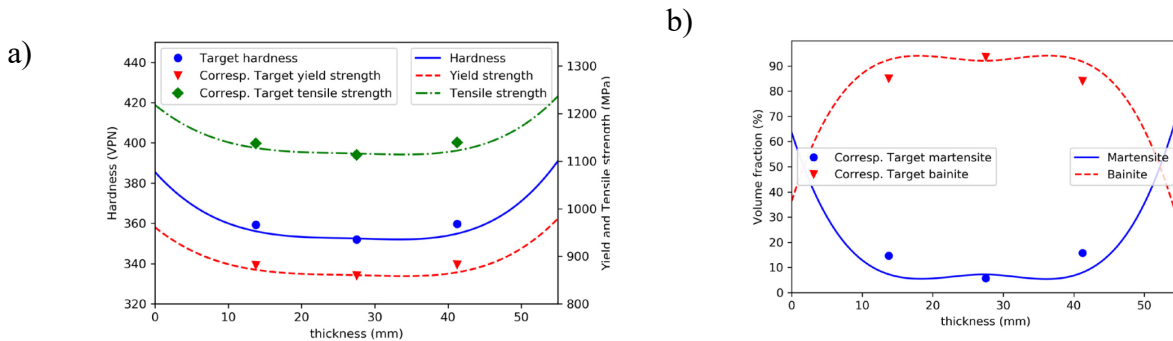 a)
Target hardness
Corresp. Target yield strength
Corresp. Target tensile strength
Hardness
Yield strength
Tensile strength
440
420
400
380
360
340
320
Hardness (VPN)
1300
1200
1100
1000
900
800
Yield and Tensile strength (MPa)
0 10 20 30 40 50
thickness (mm)
b)
90
80
70
60
50
40
30
20
10
0
Volume fraction (%)
Corresp. Target martensite
Corresp. Target bainite
Martensite
Bainite
0 10 20 30 40 50
thickness (mm)